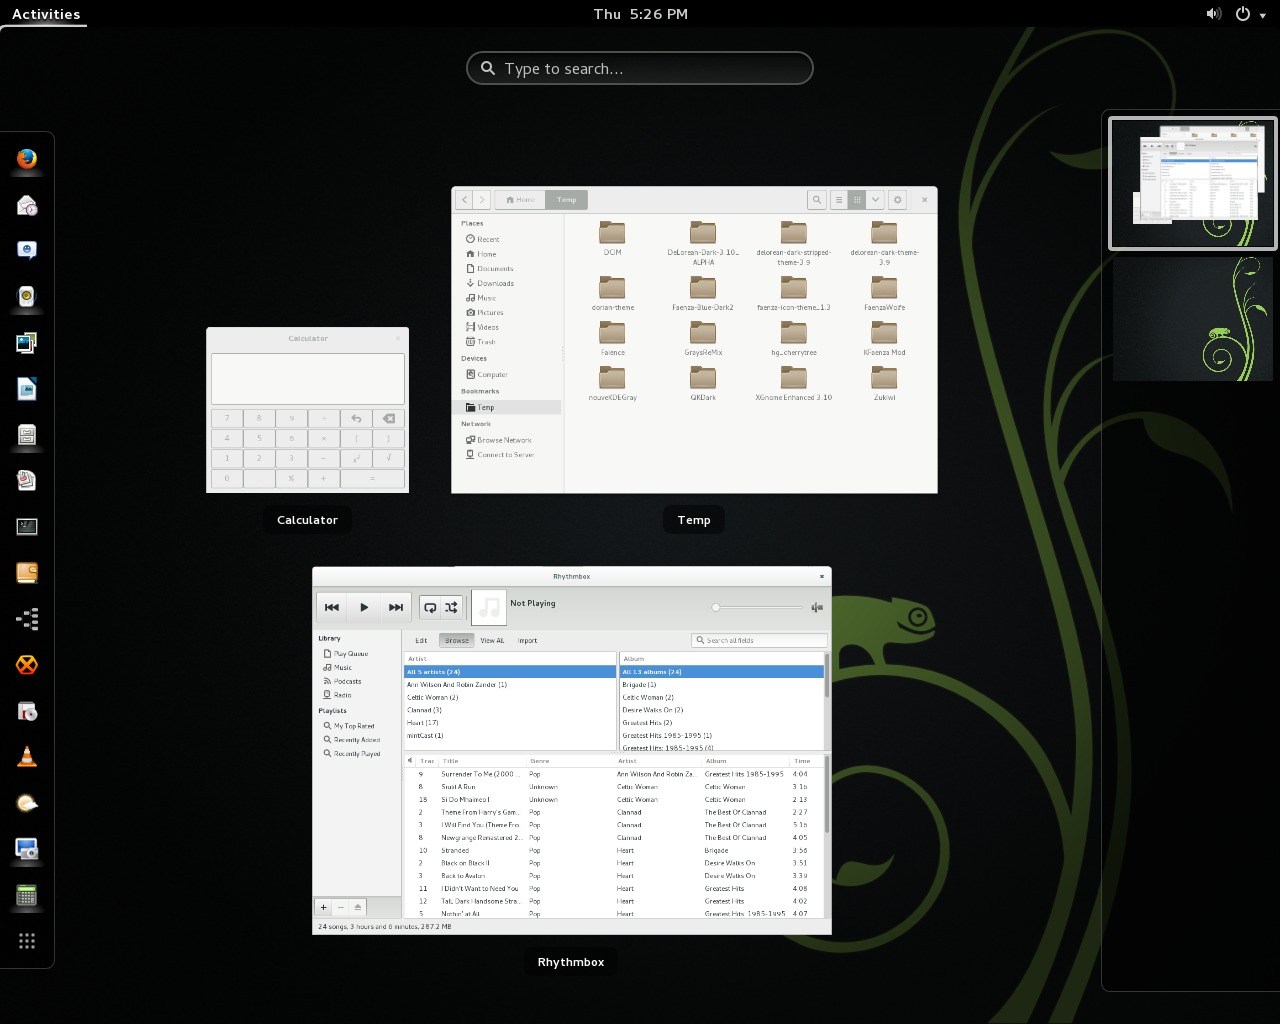 Activities
Thu 5:26 PM
Type to search...
Home
Temp
Places
Recent
Home
Documents
Downloads
Music
Pictures
Videos
Trash
Devices
Computer
Bookmarks
Temp
Network
Browse Network
Connect to Server
DCIM
DeLorean-Dark-3.10_
ALPHA
delorean-dark-stripped-
theme-3.9
delorean-dark-theme-
3.9
dorian-theme
Faenza-Blue-Dark2
faenza-icon-theme_1.3
FaenzaWolfe
Faience
GraysReMix
hg_cherrytree
KFaenza Mod
nouveKDEGray
QKDark
XGnome Enhanced 3.10
Zukiwi
Calculator
7 8 9 ÷
4 5 6 × ( )
1 2 3 − x² √
0 . % + =
Calculator
Temp
Rhythmbox
Not Playing
Library
Play Queue
Music
Podcasts
Radio
Playlists
My Top Rated
Recently Added
Recently Played
Edit Browse View All Import
Search all fields
Artist
All 5 artists (24)
Ann Wilson And Robin Zander (1)
Celtic Woman (2)
Clannad (3)
Heart (17)
mintCast (1)
Album
All 13 albums (24)
Brigade (1)
Celtic Woman (2)
Desire Walks On (2)
Greatest Hits (2)
Greatest Hits 1985-1995 (1)
Greatest Hits: 1985-1995 (4)
Trac Title Genre Artist Album Time
9 Surrender To Me (2000 ... Pop Ann Wilson And Robin Za... Greatest Hits 1985-1995 4:04
8 Siuil A Run Unknown Celtic Woman Celtic Woman 3:16
18 Si Do Mhaimeo I Unknown Celtic Woman Celtic Woman 2:13
2 Theme From Harry's Gam... Pop Clannad The Best Of Clannad 2:27
3 I Will Find You (Theme Fro... Pop Clannad The Best Of Clannad 5:16
8 Newgrange Remastered 2... Pop Clannad The Best Of Clannad 4:05
10 Stranded Pop Heart Brigade 3:56
2 Black on Black II Pop Heart Desire Walks On 3:51
3 Back to Avalon Pop Heart Desire Walks On 3:39
11 I Didn't Want to Need You Pop Heart Greatest Hits 4:08
12 Tall, Dark Handsome Stra... Pop Heart Greatest Hits 4:02
5 Nothin' at All Pop Heart Greatest Hits 1985-1995 4:07
24 songs, 3 hours and 6 minutes, 287.2 MB
Rhythmbox